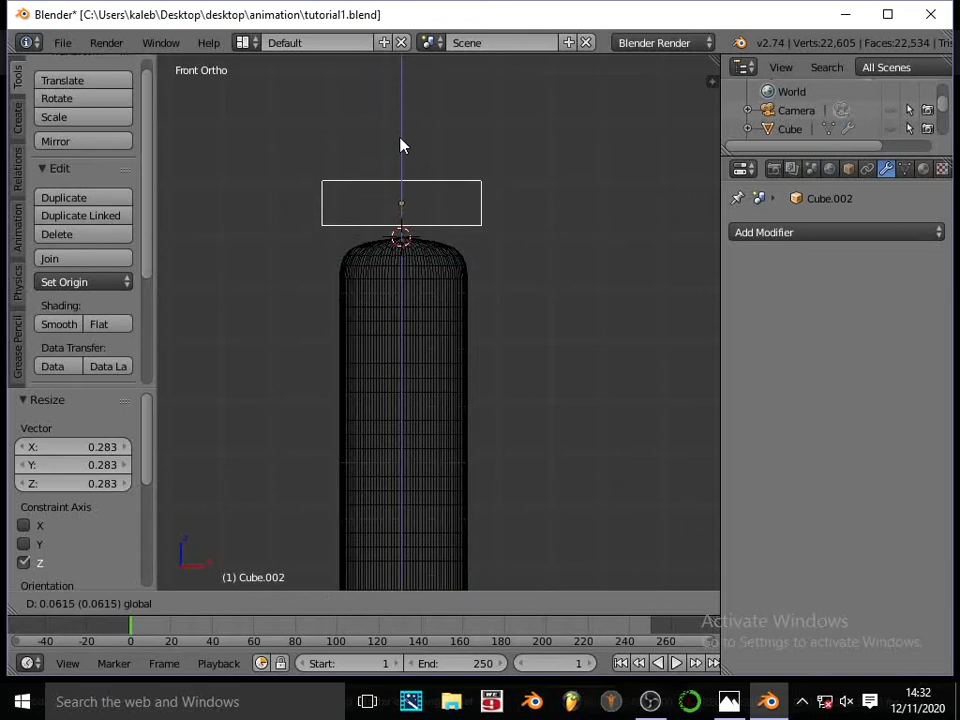 Blender* [C:\Users\kaleb\Desktop\desktop\animation\tutorial1.blend]
File Render Window Help Default Scene Blender Render v2.74 | Verts:22,605 | Faces:22,534 | Tris
Tools
Create
Relations
Animation
Physics
Grease Pencil
Translate
Rotate
Scale
Mirror
Edit
Duplicate
Duplicate Linked
Delete
Join
Set Origin
Shading:
Smooth Flat
Data Transfer:
Data Data La
Resize
Vector
X: 0.283
Y: 0.283
Z: 0.283
Constraint Axis
X
Y
Z
Orientation
Front Ortho
(1) Cube.002
D: 0.0615 (0.0615) global
View Search All Scenes
World
Camera
Cube
Cube.002
Add Modifier
Activate Windows
Go to Settings to activate Windows.
-40 -20 0 20 40 60 80 100 120 140 160 180 200 220 240 260
View Marker Frame Playback Start: 1 End: 250 1
Search the web and Windows
14:32
12/11/2020